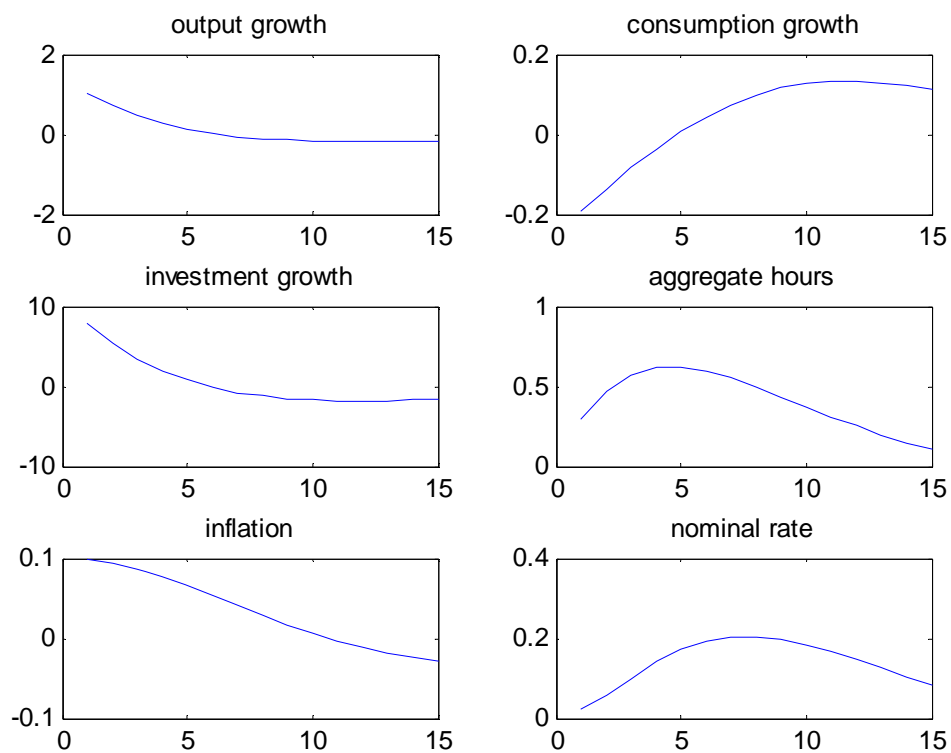 output growth
2
0
-2
0 5 10 15
consumption growth
0.2
0
-0.2
0 5 10 15
investment growth
10
0
-10
0 5 10 15
aggregate hours
1
0.5
0
0 5 10 15
inflation
0.1
0
-0.1
0 5 10 15
nominal rate
0.4
0.2
0
0 5 10 15